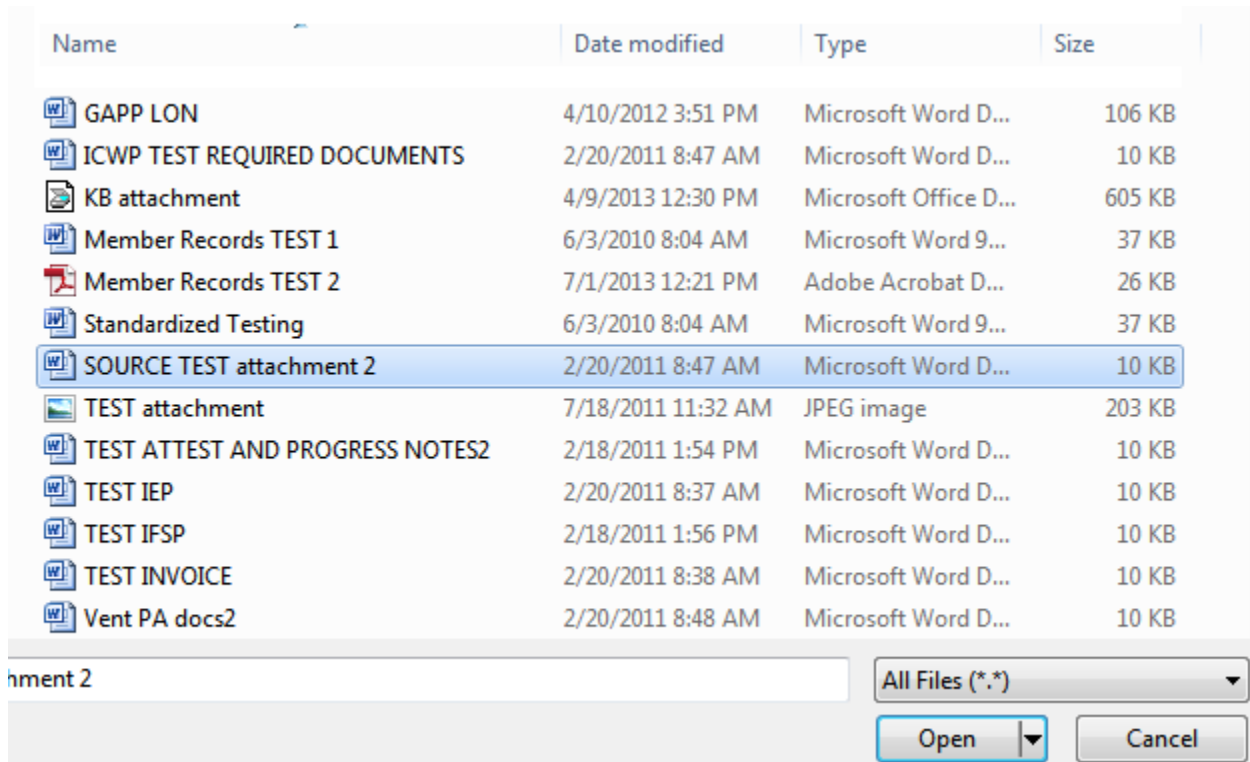 Name Date modified Type Size
GAPP LON 4/10/2012 3:51 PM Microsoft Word D... 106 KB
ICWP TEST REQUIRED DOCUMENTS 2/20/2011 8:47 AM Microsoft Word D... 10 KB
KB attachment 4/9/2013 12:30 PM Microsoft Office D... 605 KB
Member Records TEST 1 6/3/2010 8:04 AM Microsoft Word 9... 37 KB
Member Records TEST 2 7/1/2013 12:21 PM Adobe Acrobat D... 26 KB
Standardized Testing 6/3/2010 8:04 AM Microsoft Word 9... 37 KB
SOURCE TEST attachment 2 2/20/2011 8:47 AM Microsoft Word D... 10 KB
TEST attachment 7/18/2011 11:32 AM JPEG image 203 KB
TEST ATTEST AND PROGRESS NOTES2 2/18/2011 1:54 PM Microsoft Word D... 10 KB
TEST IEP 2/20/2011 8:37 AM Microsoft Word D... 10 KB
TEST IFSP 2/18/2011 1:56 PM Microsoft Word D... 10 KB
TEST INVOICE 2/20/2011 8:38 AM Microsoft Word D... 10 KB
Vent PA docs2 2/20/2011 8:48 AM Microsoft Word D... 10 KB
hment 2 All Files (*.*)
Open Cancel